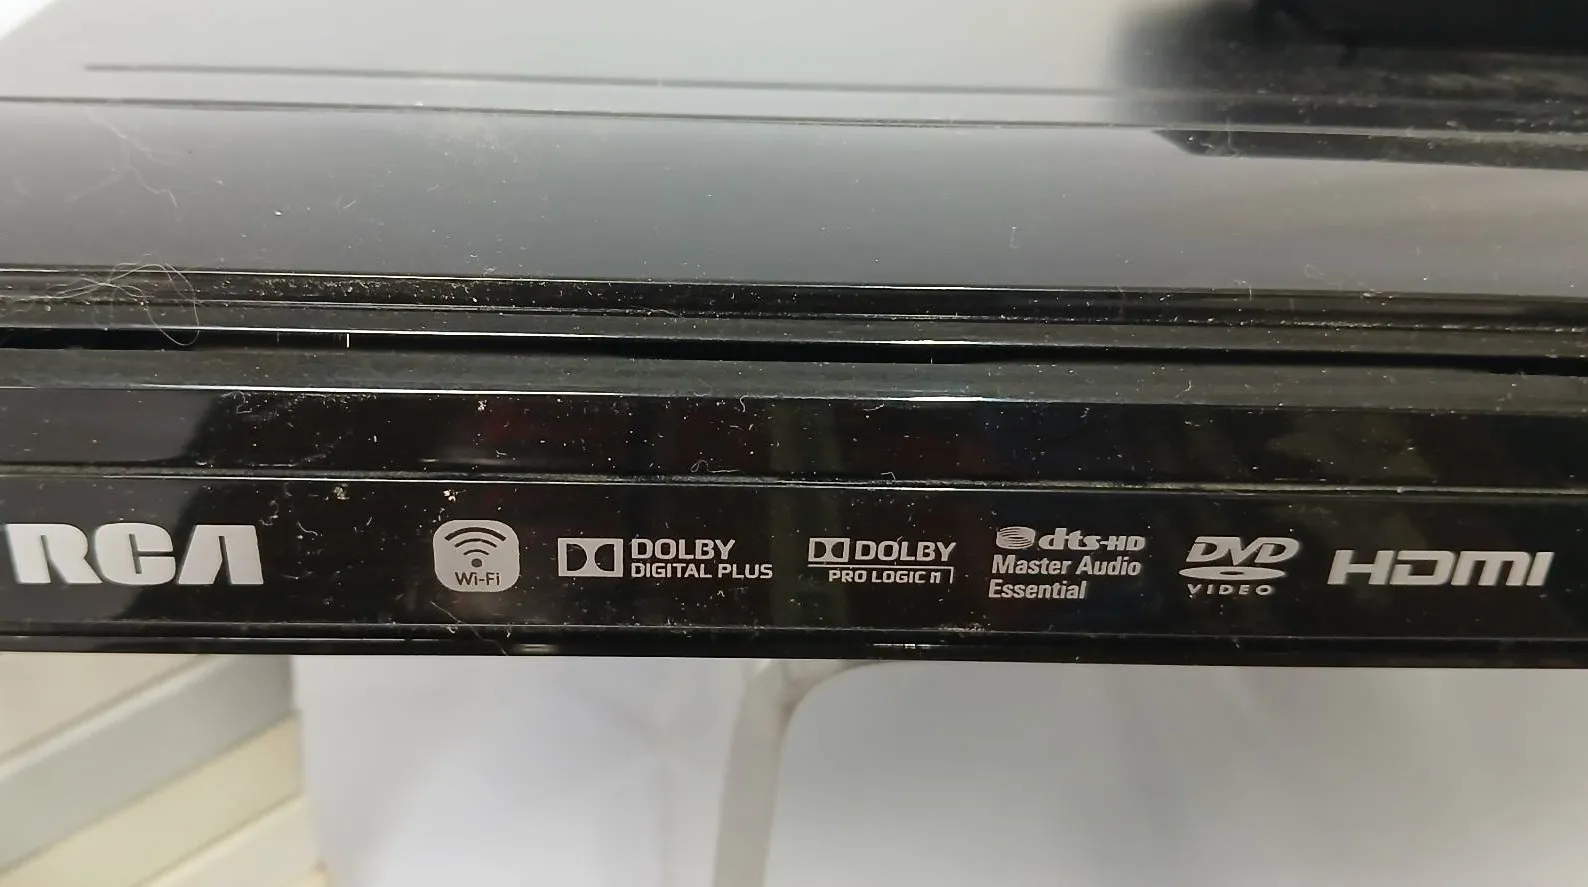 RCA
Wi-Fi
DOLBY
DIGITAL PLUS
DOLBY
PRO LOGIC II
dts-HD
Master Audio
Essential
DVD
VIDEO
HDMI